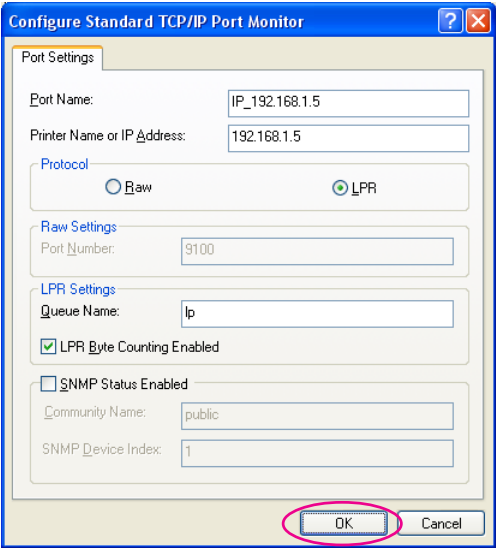 Configure Standard TCP/IP Port Monitor
Port Settings
Port Name: IP_192.168.1.5
Printer Name or IP Address: 192.168.1.5
Protocol
Raw LPR
Raw Settings
Port Number: 9100
LPR Settings
Queue Name: lp
LPR Byte Counting Enabled
SNMP Status Enabled
Community Name: public
SNMP Device Index: 1
OK Cancel